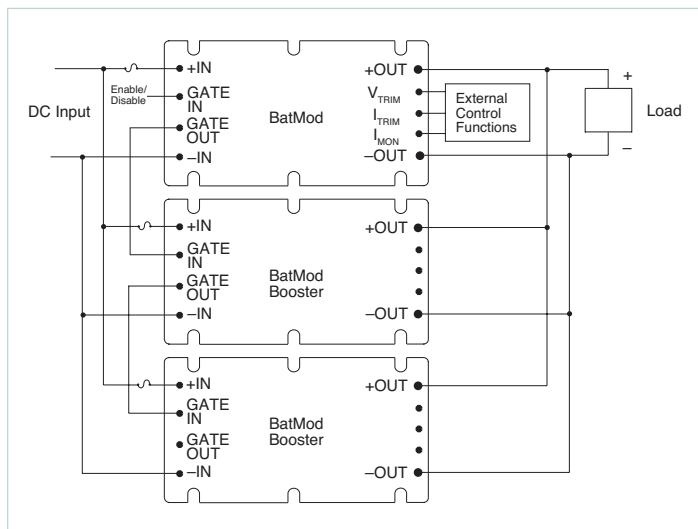 DC Input
Enable/
Disable
+IN
GATE
IN
GATE
OUT
–IN
BatMod
+OUT
VTRIM
ITRIM
IMON
–OUT
External
Control
Functions
+
Load
–
+IN
GATE
IN
GATE
OUT
–IN
BatMod
Booster
+OUT
–OUT
+IN
GATE
IN
GATE
OUT
–IN
BatMod
Booster
+OUT
–OUT